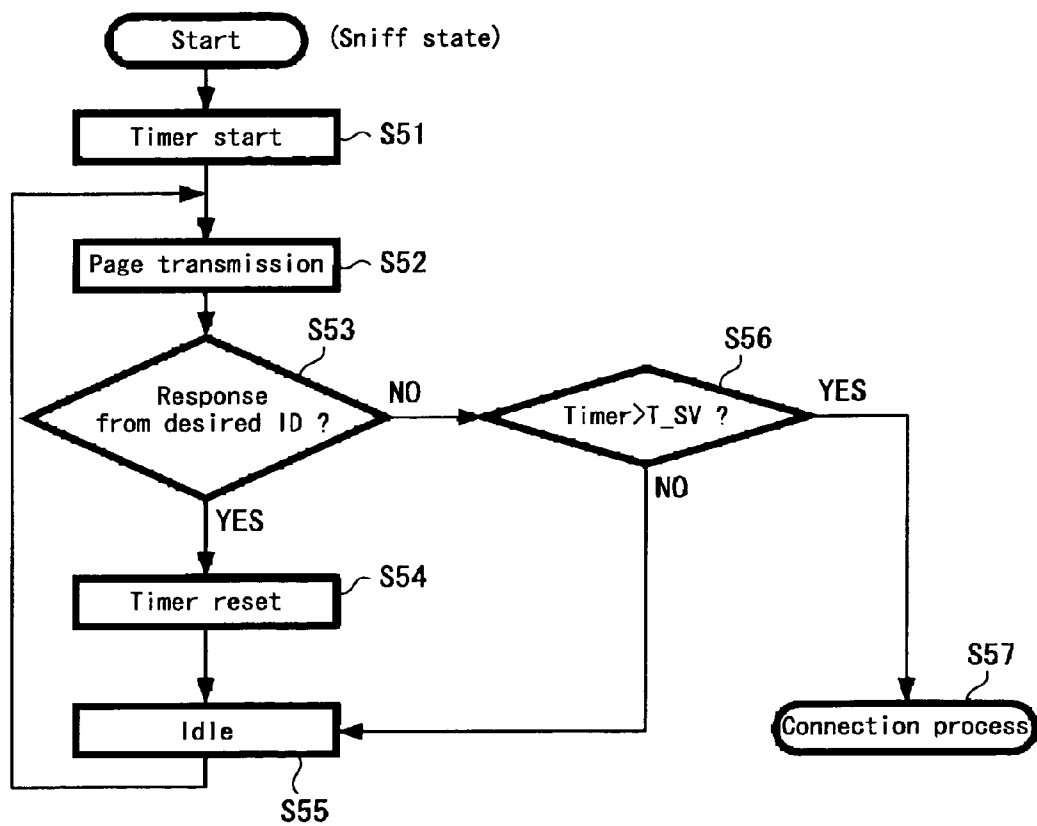 Start
(Sniff state)
Timer start
S51
Page transmission
S52
S53
Response
from desired ID ?
NO
YES
S56
Timer>T_SV ?
YES
NO
Timer reset
S54
Idle
S55
S57
Connection process